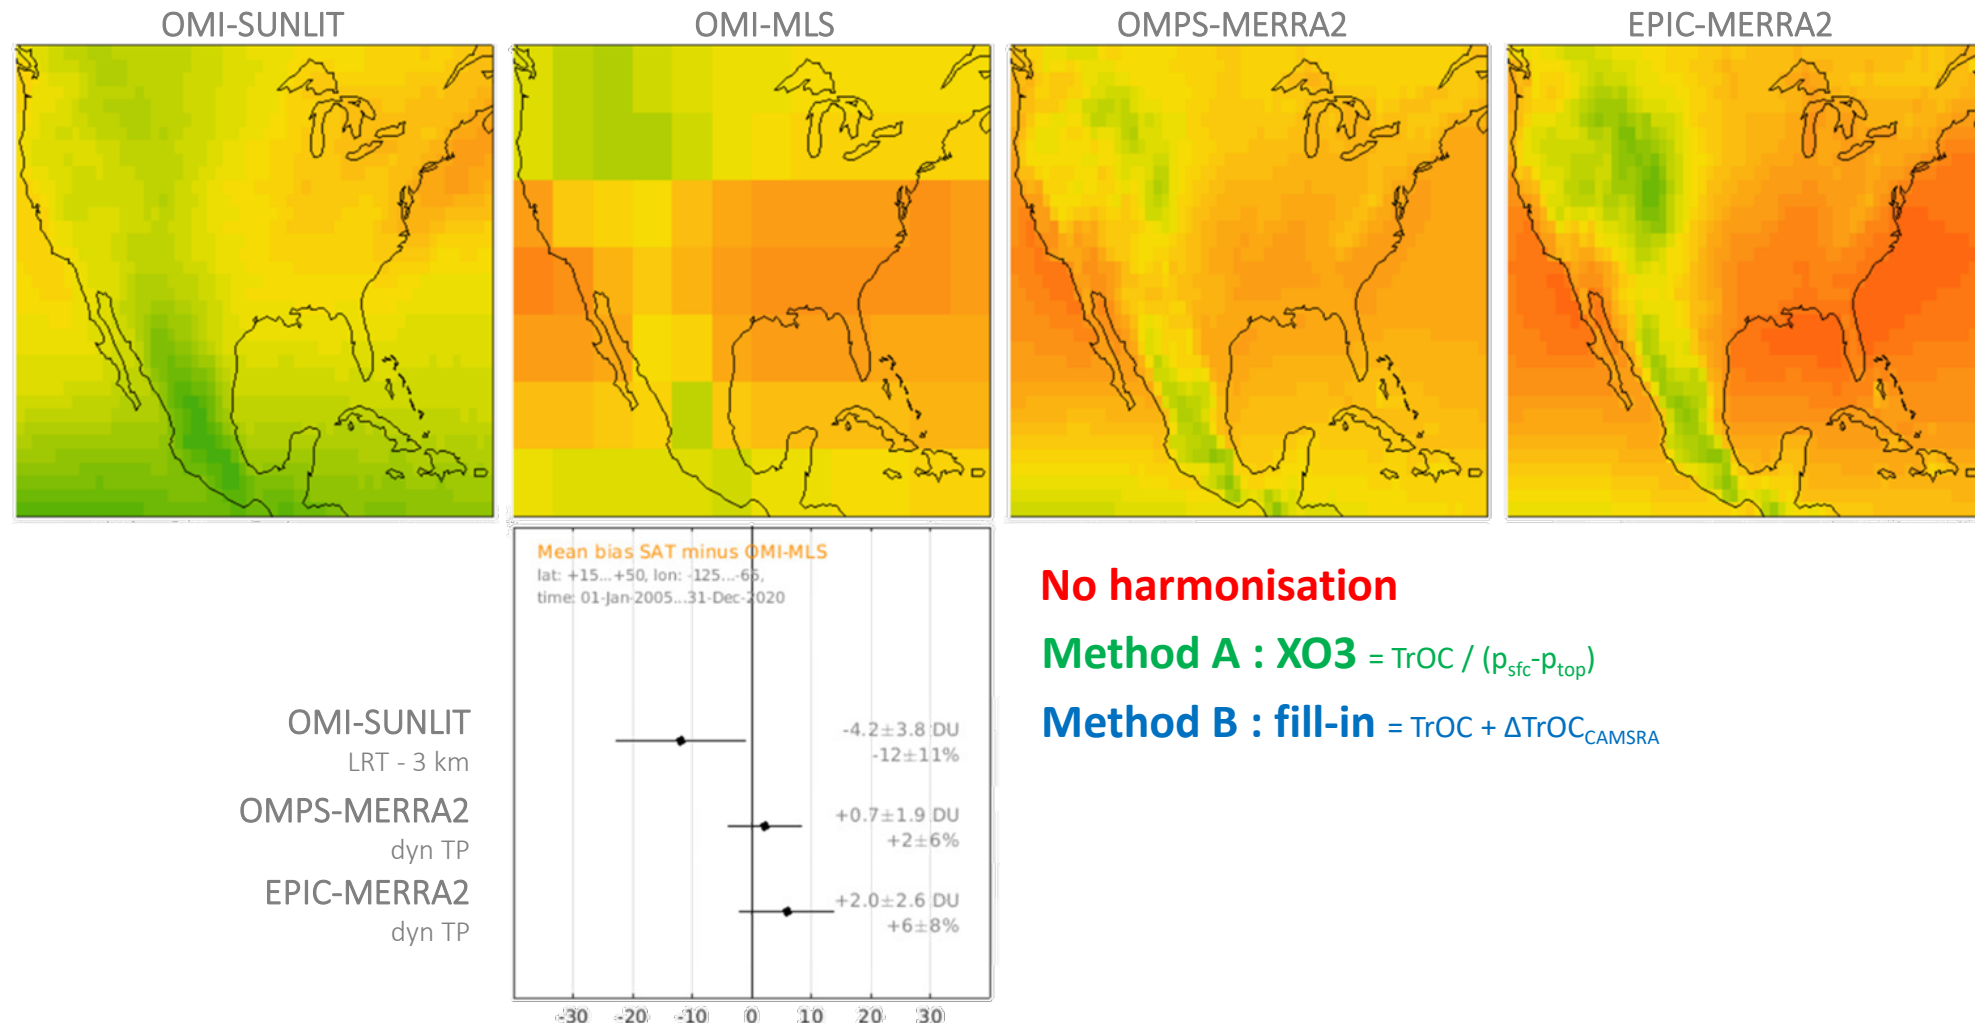 OMI-SUNLIT
OMI-MLS
OMPS-MERRA2
EPIC-MERRA2
Mean bias SAT minus OMI-MLS
lat: +15...+50, lon: -125...-65,
time: 01-Jan-2005...31-Dec-2020
No harmonisation
Method A : XO3 = TrOC / (psfc-ptop)
Method B : fill-in = TrOC + ΔTrOCCAMSRA
OMI-SUNLIT
LRT - 3 km
-4.2±3.8 DU
-12±11%
OMPS-MERRA2
dyn TP
+0.7±1.9 DU
+2±6%
EPIC-MERRA2
dyn TP
+2.0±2.6 DU
+6±8%
-30 -20 -10 0 10 20 30